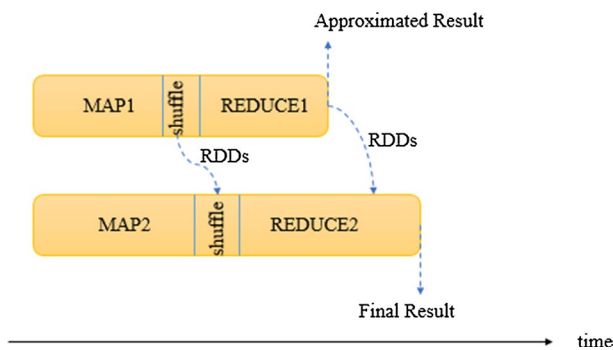 Approximated Result
MAP1
shuffle
REDUCE1
RDDs
RDDs
MAP2
shuffle
REDUCE2
Final Result
time